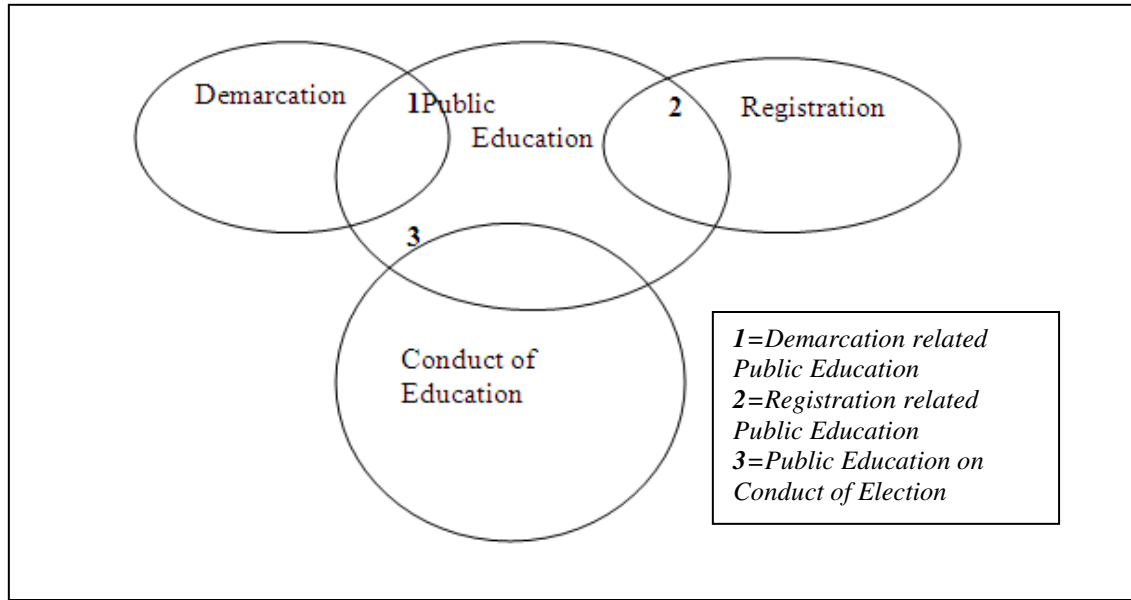 Demarcation
1Public
Education
2
Registration
3
Conduct of
Education
1=Demarcation related
Public Education
2=Registration related
Public Education
3=Public Education on
Conduct of Election